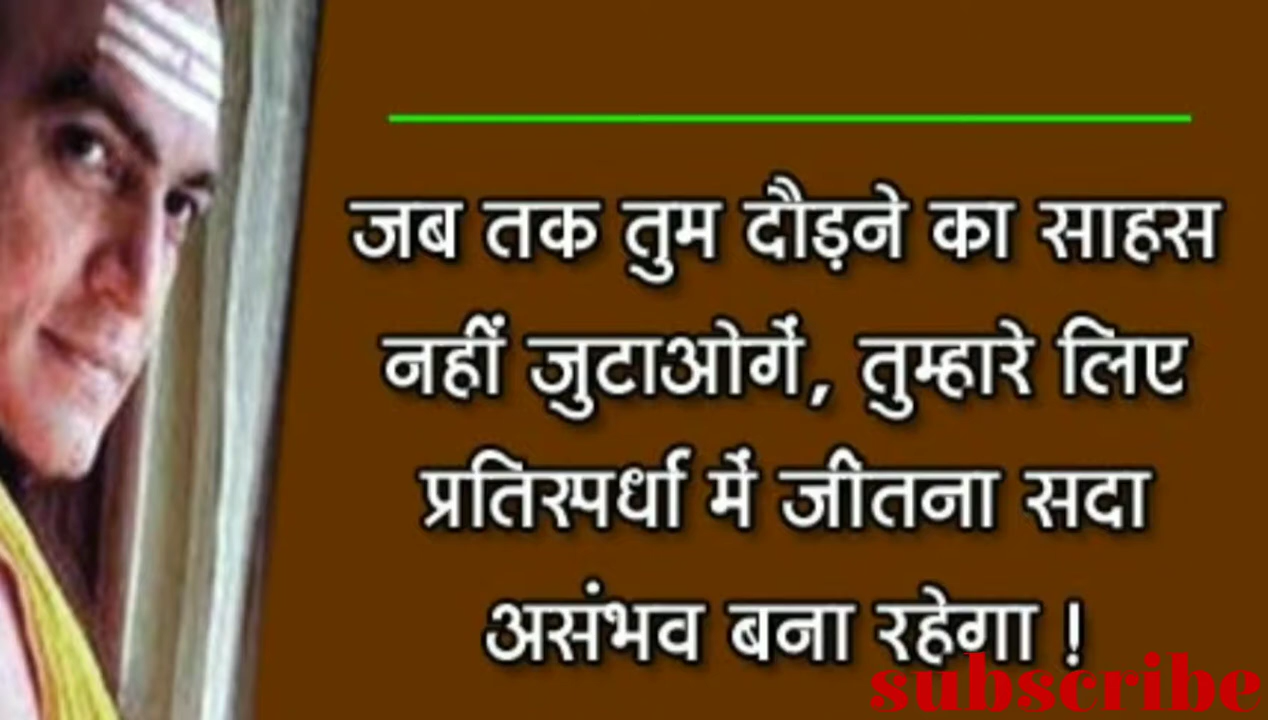 जब तक तुम दौड़ने का साहस
नहीं जुटाओगें, तुम्हारे लिए
प्रतिस्पर्धा में जीतना सदा
असंभव बना रहेगा !
subscribe